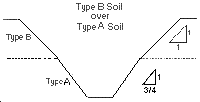 Type B Soil
over
Type A Soil
Type B
1
1
Type A
1
3/4